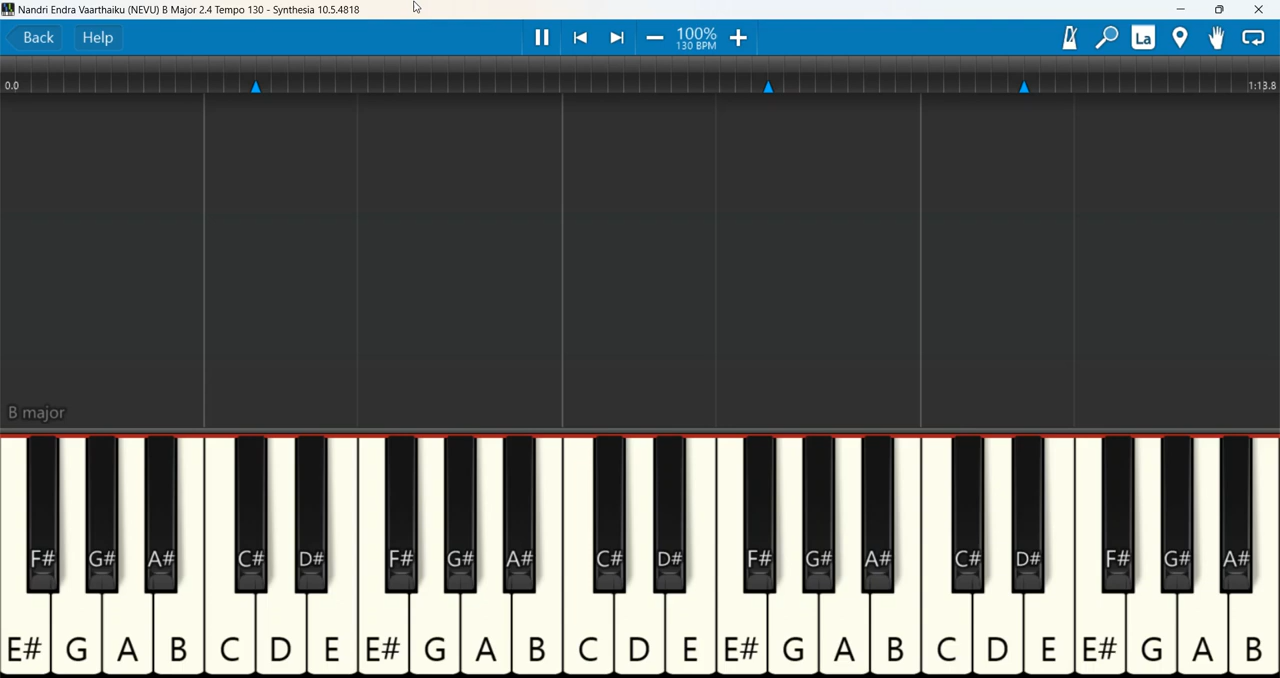 Nandri Endra Vaarthaiku (NEVU) B Major 2.4 Tempo 130 - Synthesia 10.5.4818
Back Help 100% La
130 BPM
0.0 1:13.8
B major
F# G# A# C# D# F# G# A# C# D# F# G# A# C# D# F# G# A#
E# G A B C D E E# G A B C D E E# G A B C D E E# G A B